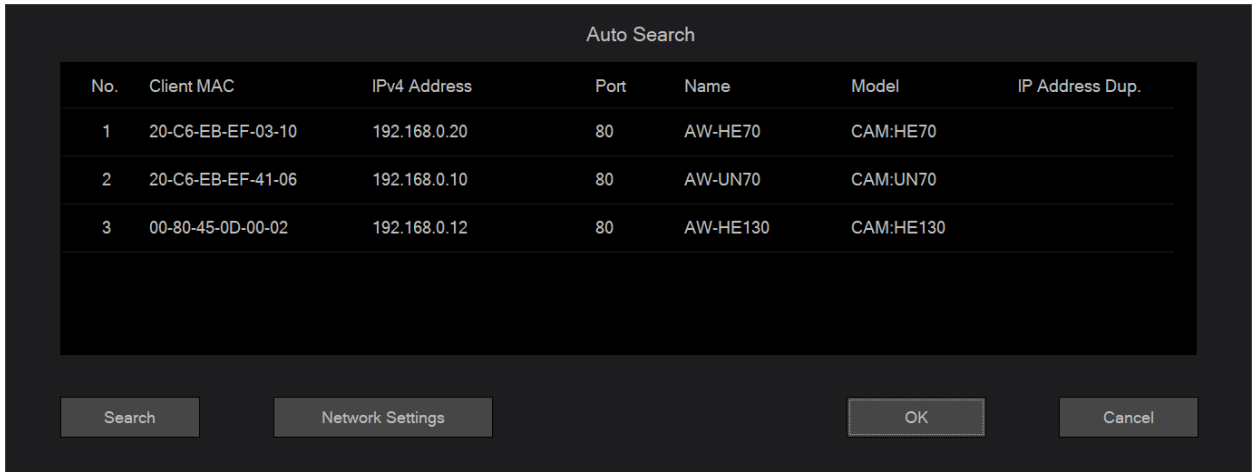 Auto Search
No. Client MAC IPv4 Address Port Name Model IP Address Dup.
1 20-C6-EB-EF-03-10 192.168.0.20 80 AW-HE70 CAM:HE70
2 20-C6-EB-EF-41-06 192.168.0.10 80 AW-UN70 CAM:UN70
3 00-80-45-0D-00-02 192.168.0.12 80 AW-HE130 CAM:HE130
Search Network Settings OK Cancel